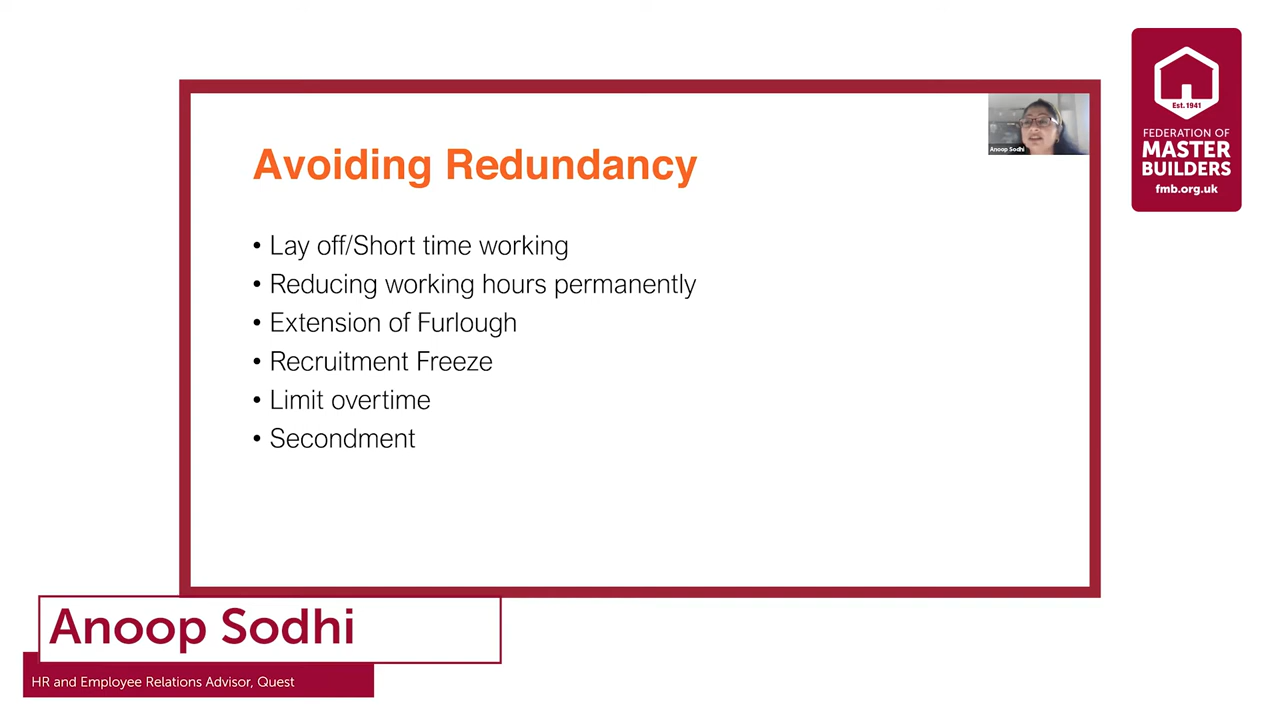 Avoiding Redundancy
• Lay off/Short time working
• Reducing working hours permanently
• Extension of Furlough
• Recruitment Freeze
• Limit overtime
• Secondment
Anoop Sodhi
Est. 1941
FEDERATION OF
MASTER
BUILDERS
fmb.org.uk
Anoop Sodhi
HR and Employee Relations Advisor, Quest